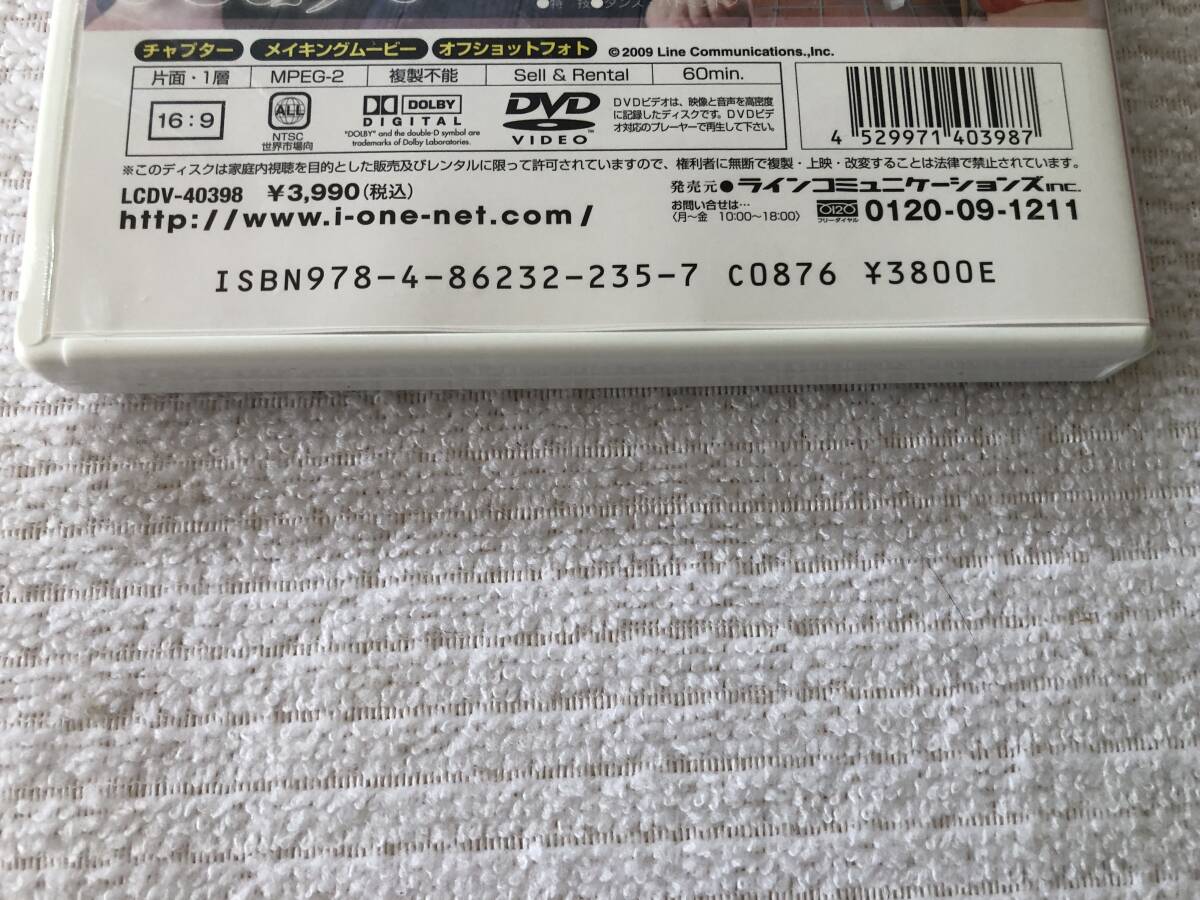 ●特 技●ダンス
チャプター メイキングムービー オフショットフォト ©2009 Line Communications.,Inc.
片面・1層 MPEG-2 複製不能 Sell & Rental 60min.
16:9
ALL
NTSC
世界市場向
DOLBY
DIGITAL
"DOLBY" and the double-D symbol are
trademarks of Dolby Laboratories.
DVD
VIDEO
DVDビデオは、映像と音声を高密度
に記録したディスクです。DVDビデ
オ対応のプレーヤーで再生して下さい。
4 529971 403987
※このディスクは家庭内視聴を目的とした販売及びレンタルに限って許可されていますので、権利者に無断で複製・上映・改変することは法律で禁止されています。
LCDV-40398 ¥3,990(税込)
http://www.i-one-net.com/
発売元●ラインコミュニケーションズINC.
お問い合せは…
〈月〜金 10:00〜18:00〉
フリーダイヤル
0120-09-1211
ISBN978-4-86232-235-7 C0876 ¥3800E